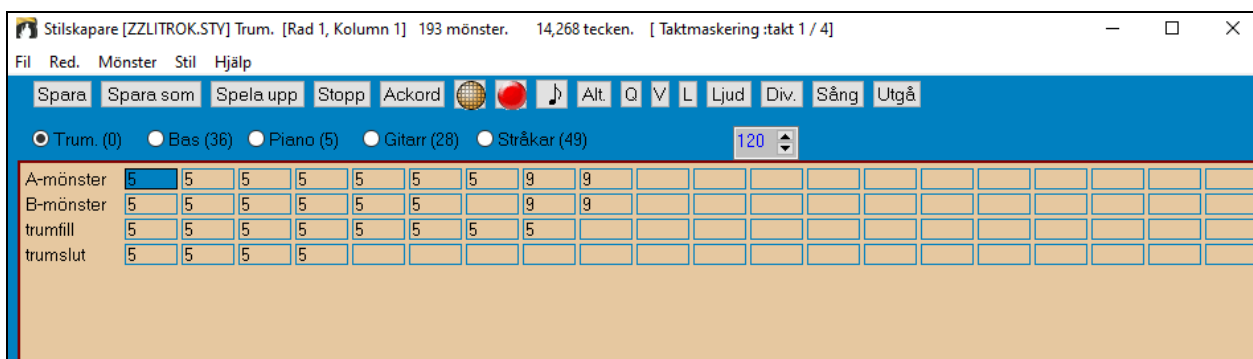 Stilskapare [ZZLITROK.STY] Trum. [Rad 1, Kolumn 1] 193 mönster. 14,268 tecken. [ Taktmaskering :takt 1 / 4]
Fil Red. Mönster Stil Hjälp
Spara Spara som Spela upp Stopp Ackord Alt. Q V L Ljud Div. Sång Utgå
Trum. (0) Bas (36) Piano (5) Gitarr (28) Stråkar (49) 120
A-mönster 5 5 5 5 5 5 5 9 9
B-mönster 5 5 5 5 5 9 9
trumfill 5 5 5 5 5 5 5 5
trumslut 5 5 5 5